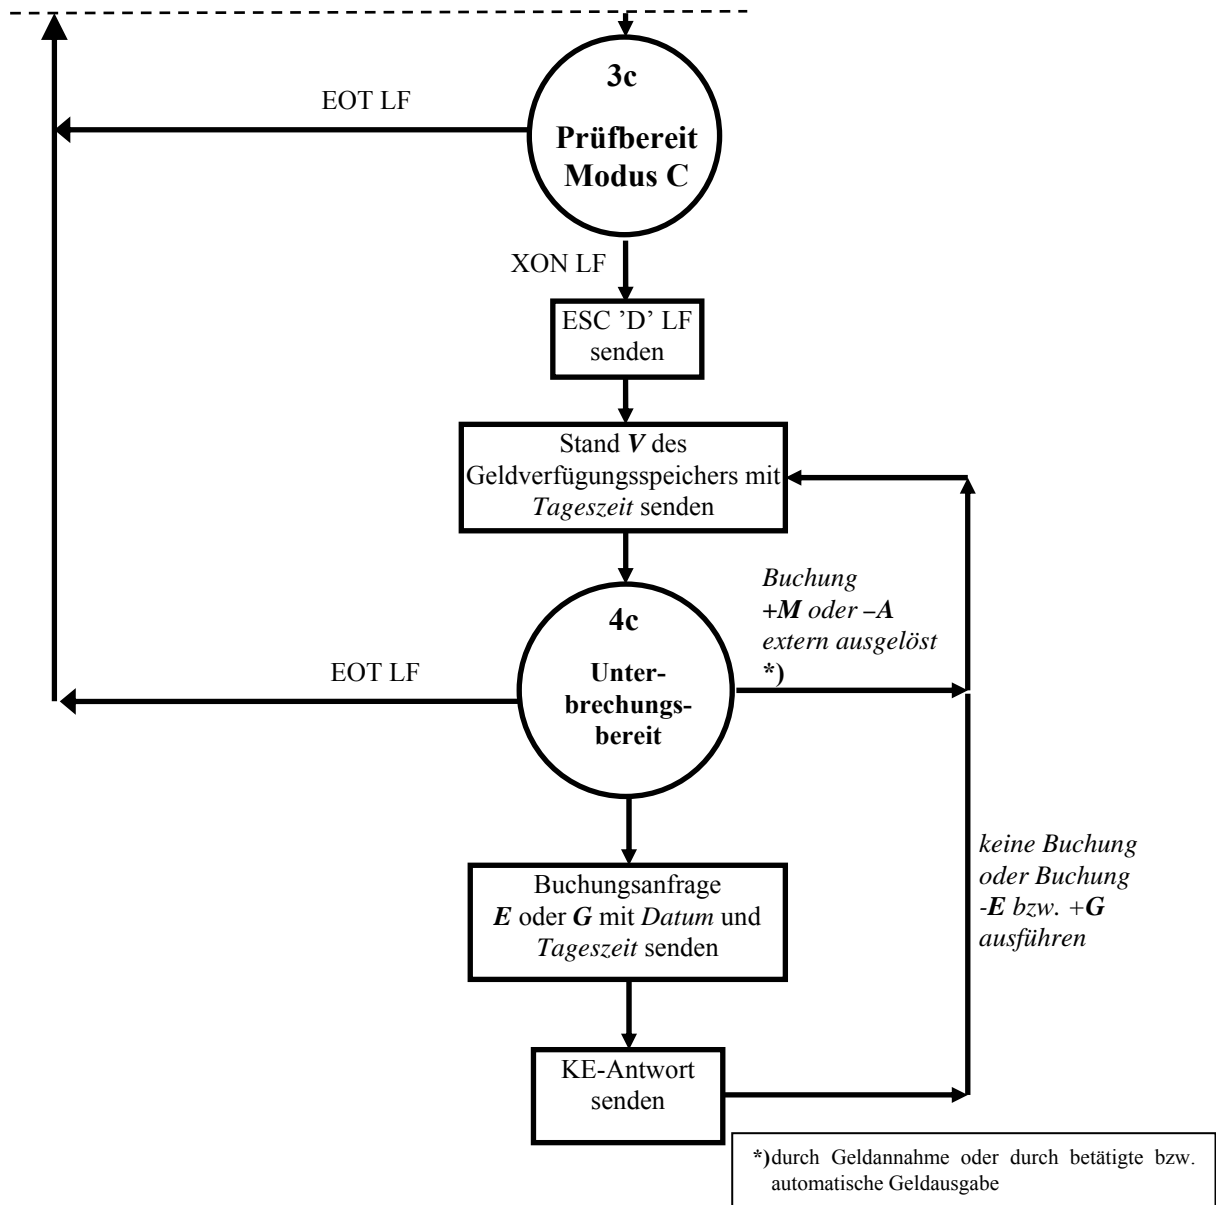 3c
EOT LF
Prüfbereit
Modus C
XON LF
ESC ’D’ LF
senden
Stand V des
Geldverfügungsspeichers mit
Tageszeit senden
Buchung
+M oder –A
extern ausgelöst
*)
4c
EOT LF
Unter-
brechungs-
bereit
keine Buchung
oder Buchung
-E bzw. +G
ausführen
Buchungsanfrage
E oder G mit Datum und
Tageszeit senden
KE-Antwort
senden
*)durch Geldannahme oder durch betätigte bzw.
automatische Geldausgabe